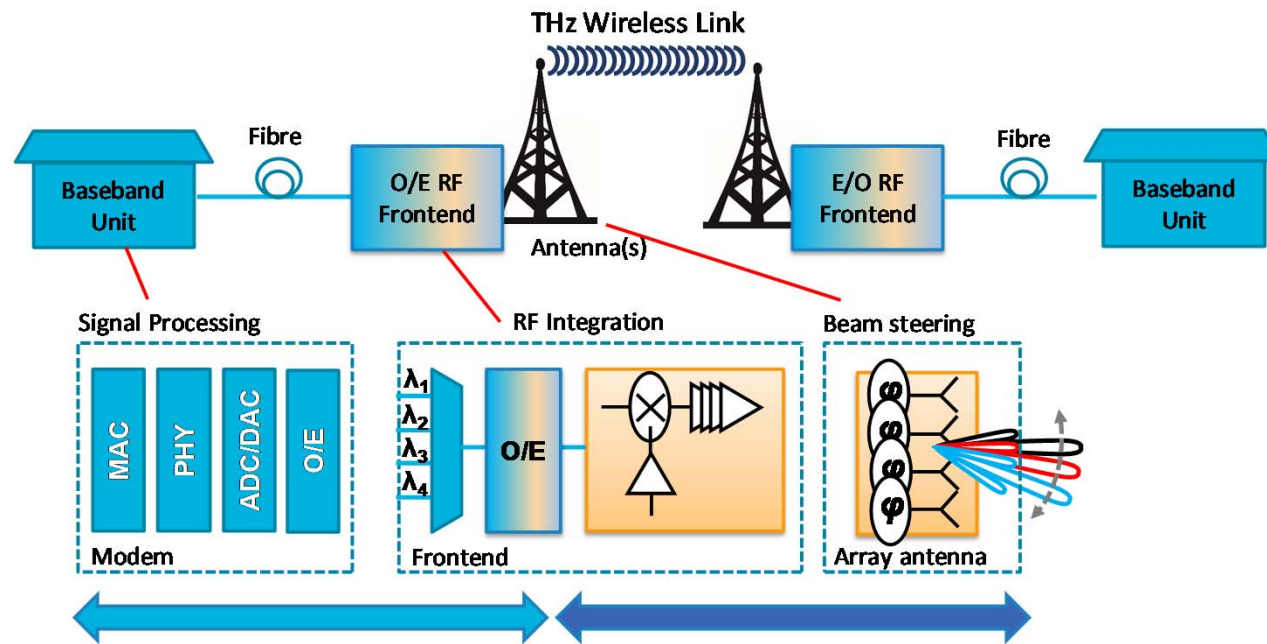 THz Wireless Link
Fibre
Fibre
Baseband
Unit
O/E RF
Frontend
E/O RF
Frontend
Baseband
Unit
Antenna(s)
Signal Processing
RF Integration
Beam steering
MAC
PHY
ADC/DAC
O/E
λ1
λ2
λ3
λ4
O/E
φ
φ
φ
φ
Modem
Frontend
Array antenna